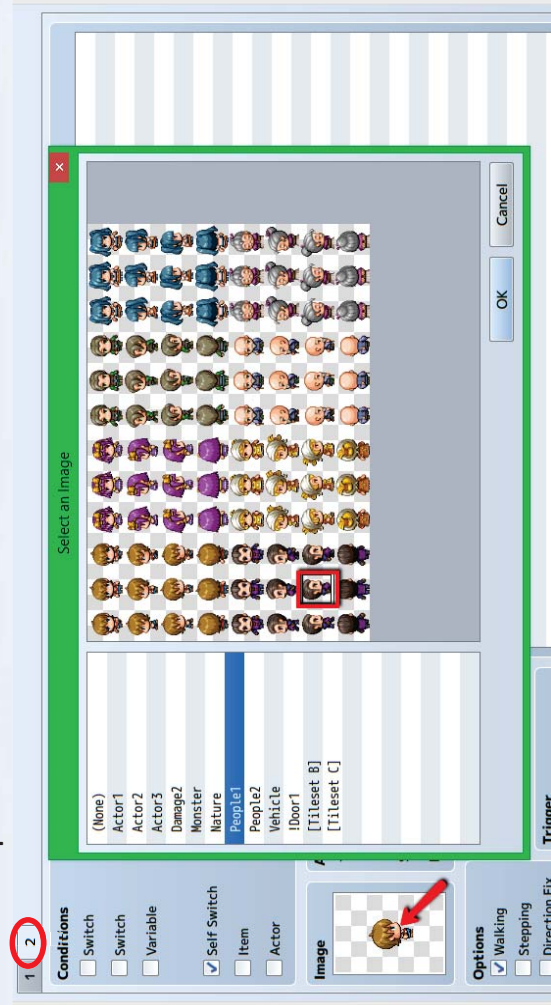 1
2
Conditions
Switch
Switch
Variable
Self Switch
Item
Actor
Image
Options
Walking
Stepping
Direction Fix
Trigger
Select an Image
(None)
Actor1
Actor2
Actor3
Damage2
Monster
Nature
People1
People2
Vehicle
!Door1
[Tileset B]
[Tileset C]
OK
Cancel